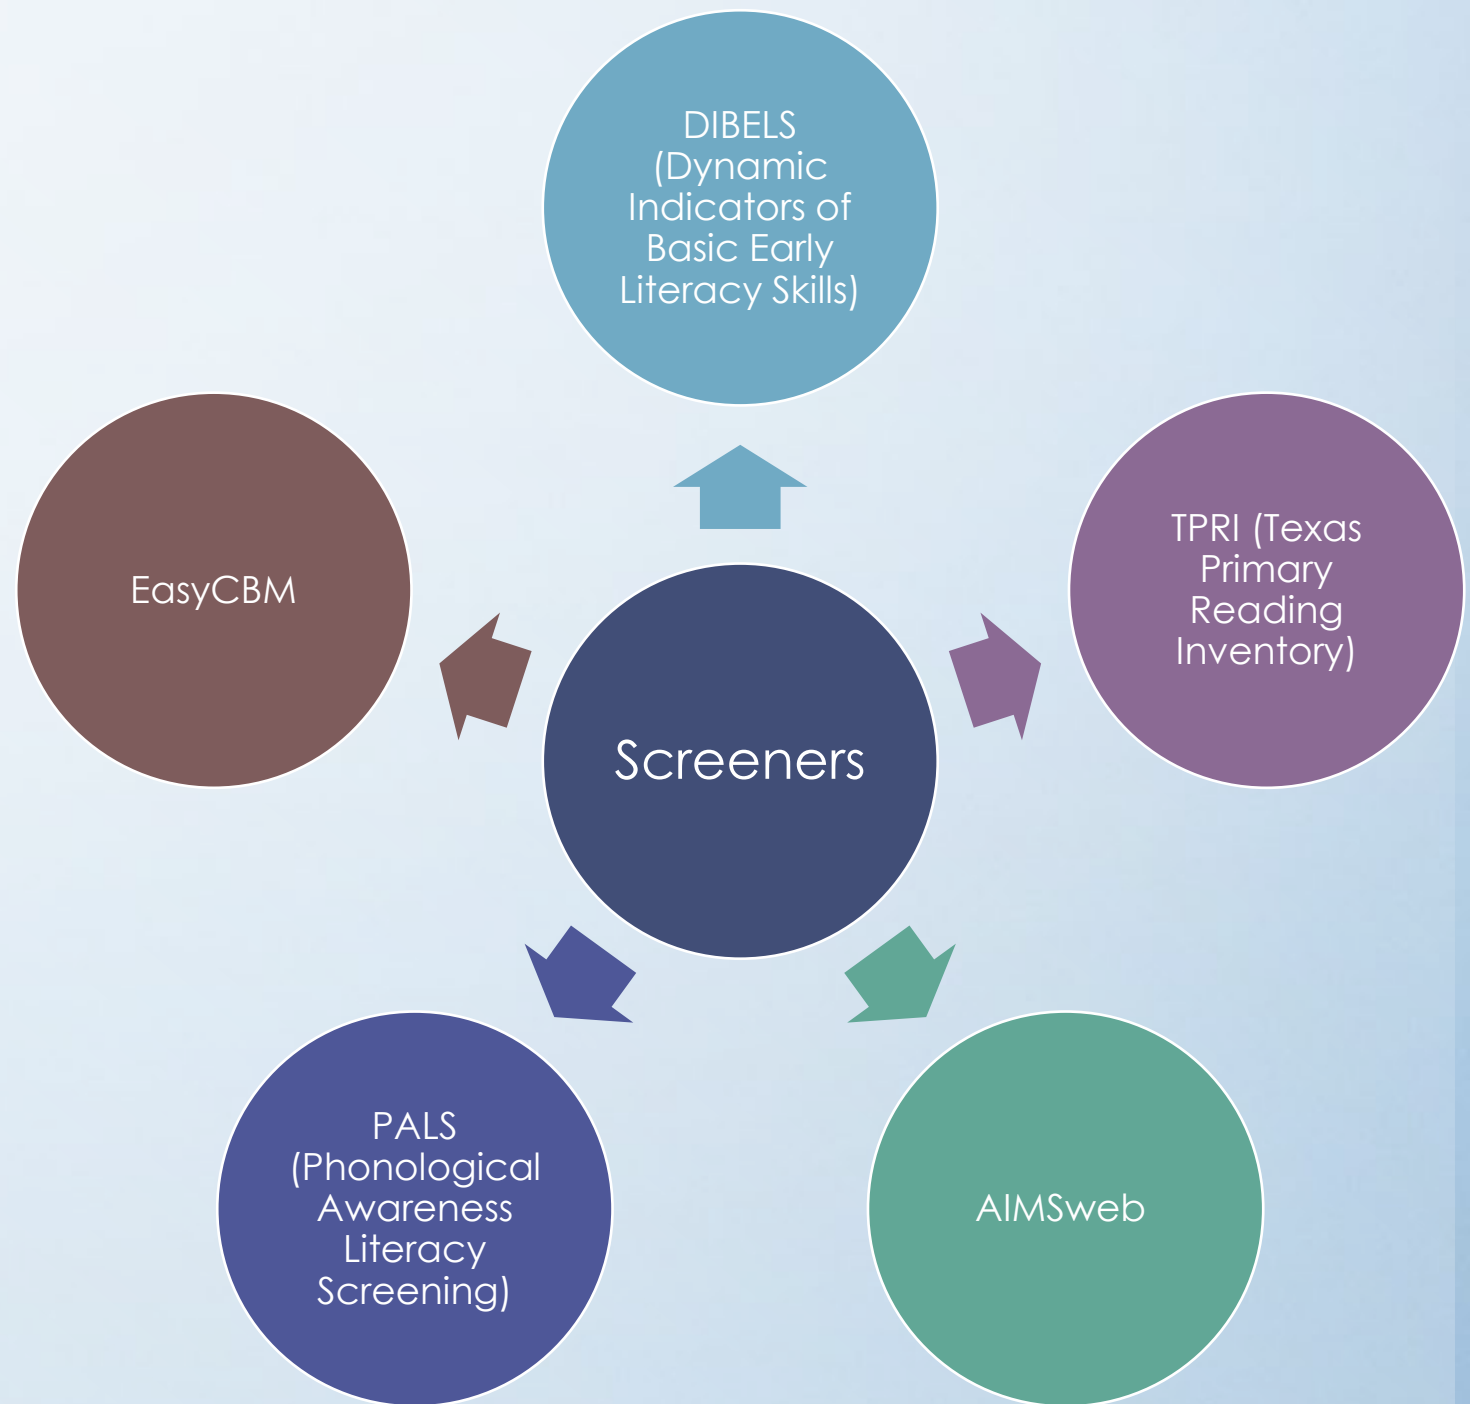 DIBELS
(Dynamic
Indicators of
Basic Early
Literacy Skills)
EasyCBM
TPRI (Texas
Primary
Reading
Inventory)
Screeners
PALS
(Phonological
Awareness
Literacy
Screening)
AIMSweb